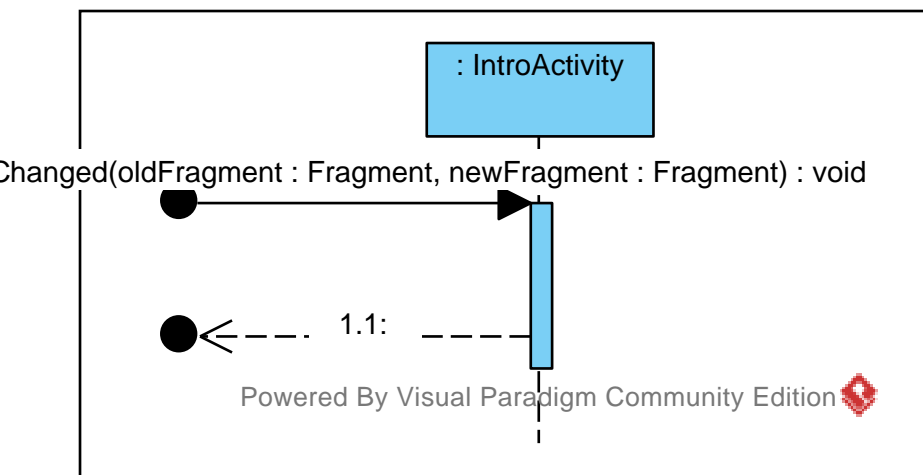 : IntroActivity
Changed(oldFragment : Fragment, newFragment : Fragment) : void
1.1:
Powered By Visual Paradigm Community Edition